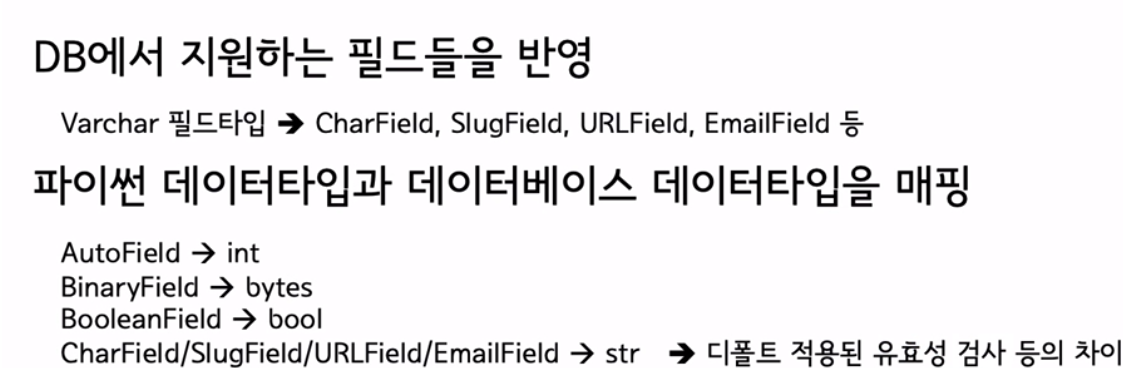 DB에서 지원하는 필드들을 반영
Varchar 필드타입 ➔ CharField, SlugField, URLField, EmailField 등
파이썬 데이터타입과 데이터베이스 데이터타입을 매핑
AutoField → int
BinaryField → bytes
BooleanField → bool
CharField/SlugField/URLField/EmailField → str ➔ 디폴트 적용된 유효성 검사 등의 차이